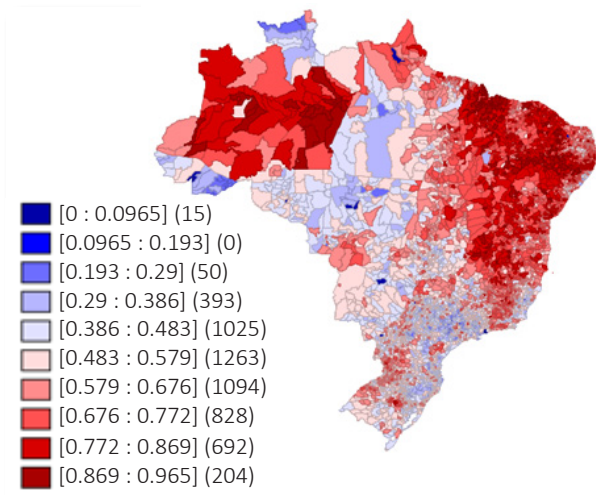 [0 : 0.0965] (15)
[0.0965 : 0.193] (0)
[0.193 : 0.29] (50)
[0.29 : 0.386] (393)
[0.386 : 0.483] (1025)
[0.483 : 0.579] (1263)
[0.579 : 0.676] (1094)
[0.676 : 0.772] (828)
[0.772 : 0.869] (692)
[0.869 : 0.965] (204)